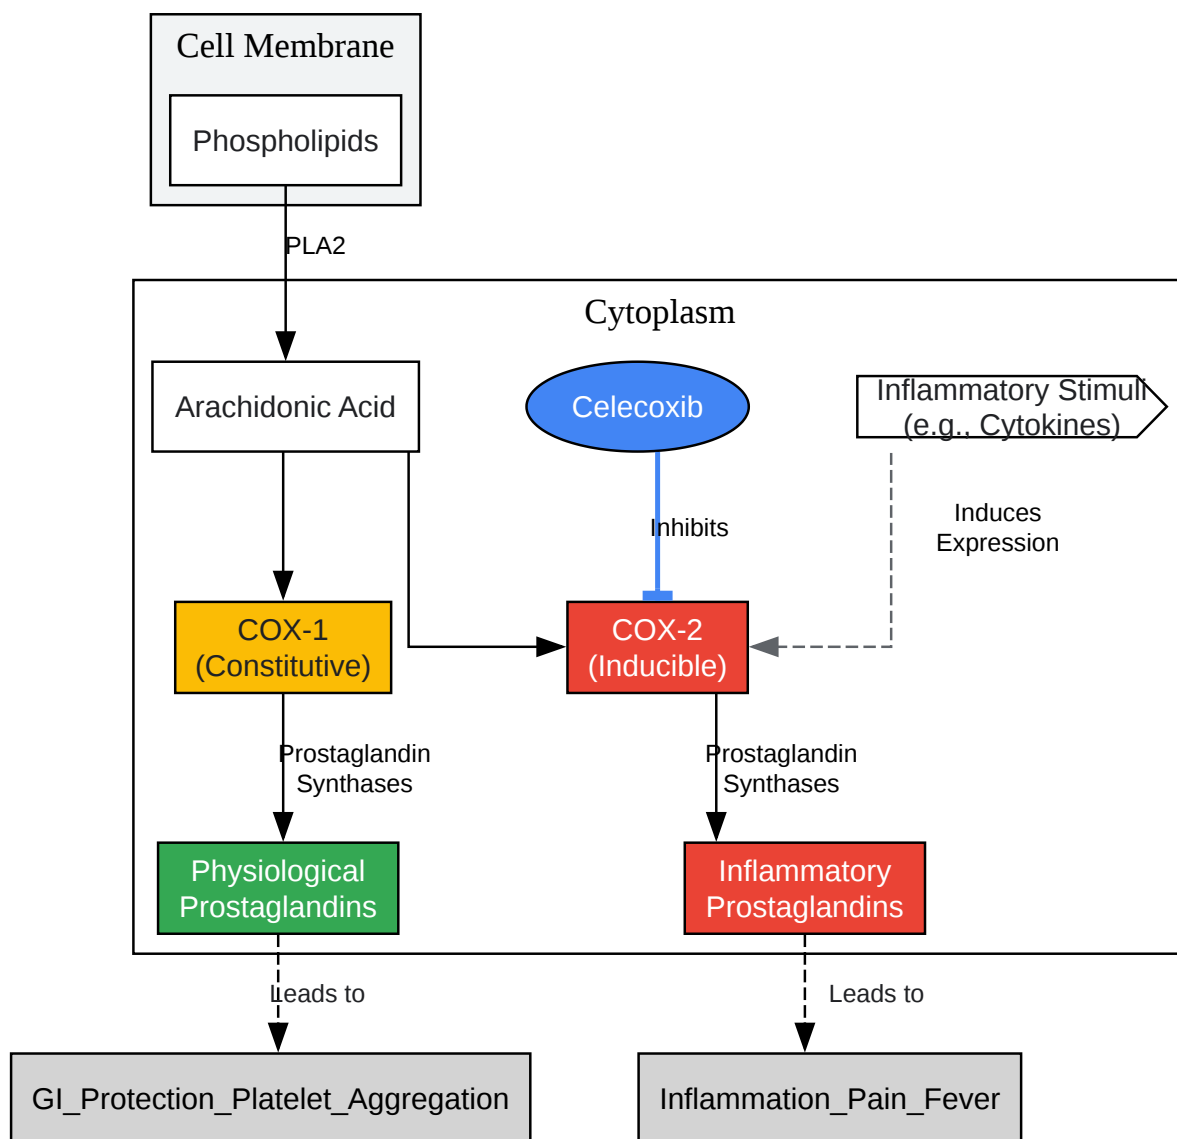 Cell Membrane
Phospholipids
PLA2
Cytoplasm
Arachidonic Acid
Celecoxib
Inflammatory Stimuli
(e.g., Cytokines)
Inhibits
Induces
Expression
COX-1
(Constitutive)
COX-2
(Inducible)
Prostaglandin
Synthases
Prostaglandin
Synthases
Physiological
Prostaglandins
Inflammatory
Prostaglandins
Leads to
Leads to
GI_Protection_Platelet_Aggregation
Inflammation_Pain_Fever